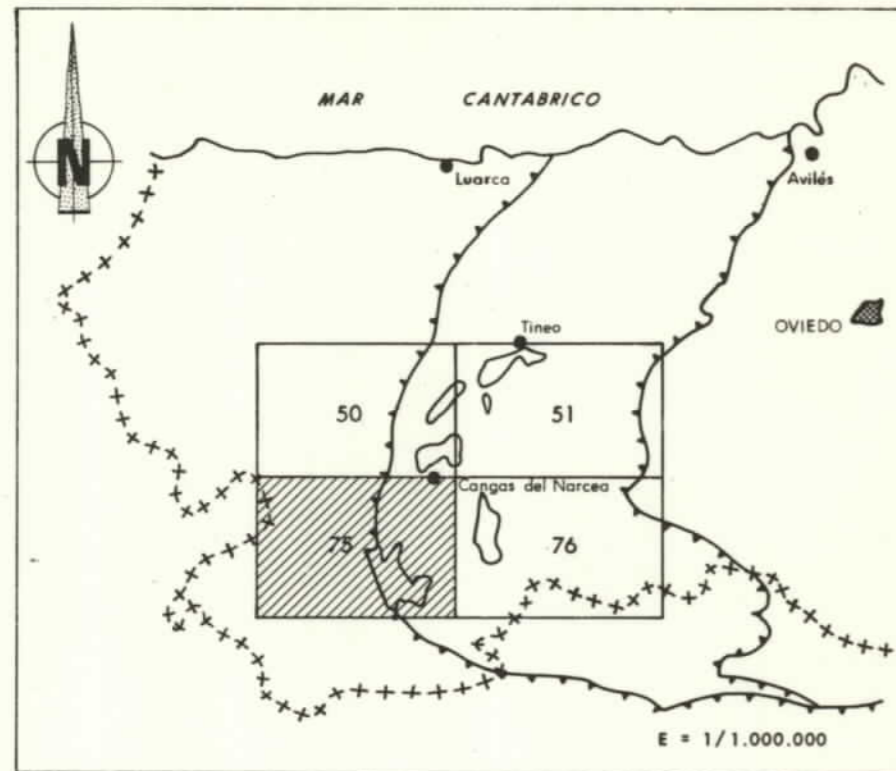 MAR CANTABRICO
N
Luarca
Avilés
Tineo
OVIEDO
50
51
Cangas del Narcea
75
76
E = 1/1.000.000